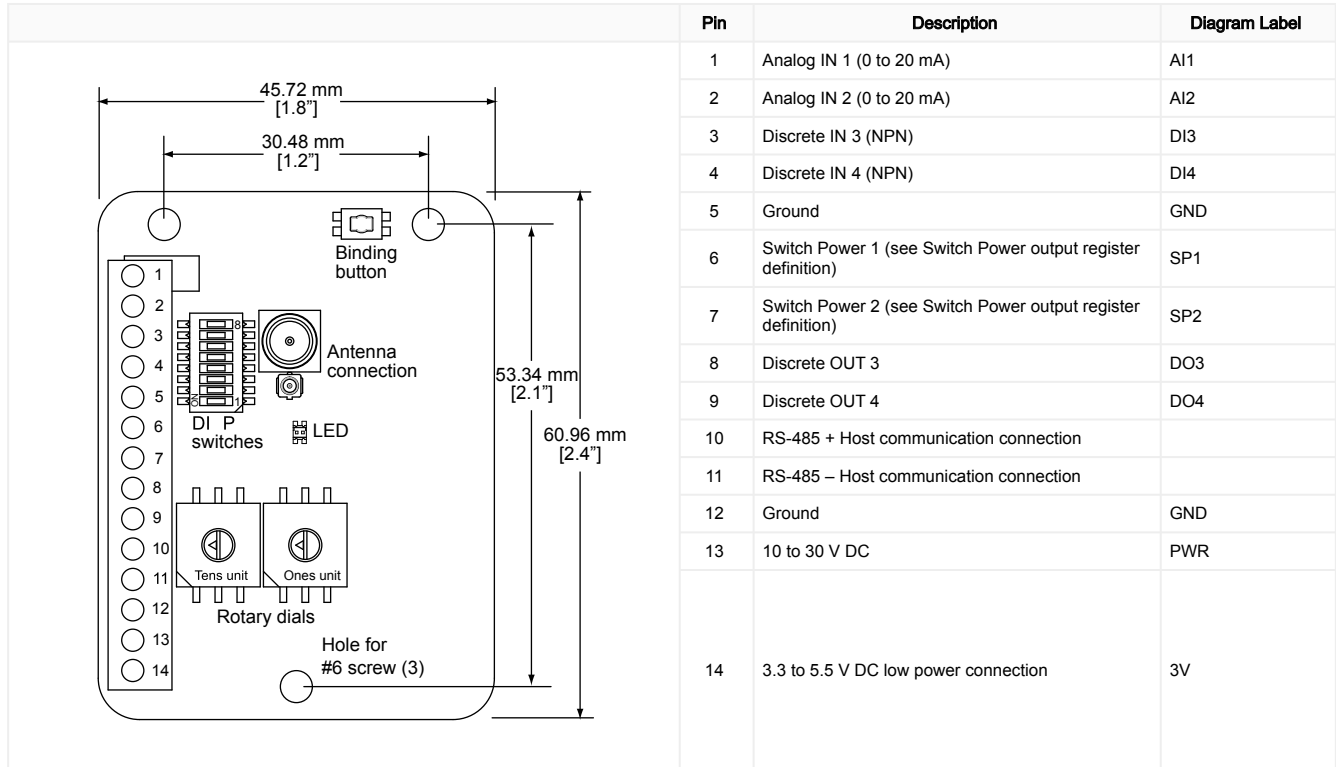 45.72 mm
[1.8”]
30.48 mm
[1.2”]
Binding
button
1
2
3
4
5
6
7
8
9
10
11
12
13
14
8
ON
1
DI P
switches
Antenna
connection
LED
53.34 mm
[2.1”]
60.96 mm
[2.4”]
Tens unit
Ones unit
Rotary dials
Hole for
#6 screw (3)
Pin Description Diagram Label
1 Analog IN 1 (0 to 20 mA) AI1
2 Analog IN 2 (0 to 20 mA) AI2
3 Discrete IN 3 (NPN) DI3
4 Discrete IN 4 (NPN) DI4
5 Ground GND
6 Switch Power 1 (see Switch Power output register
definition) SP1
7 Switch Power 2 (see Switch Power output register
definition) SP2
8 Discrete OUT 3 DO3
9 Discrete OUT 4 DO4
10 RS-485 + Host communication connection
11 RS-485 – Host communication connection
12 Ground GND
13 10 to 30 V DC PWR
14 3.3 to 5.5 V DC low power connection 3V